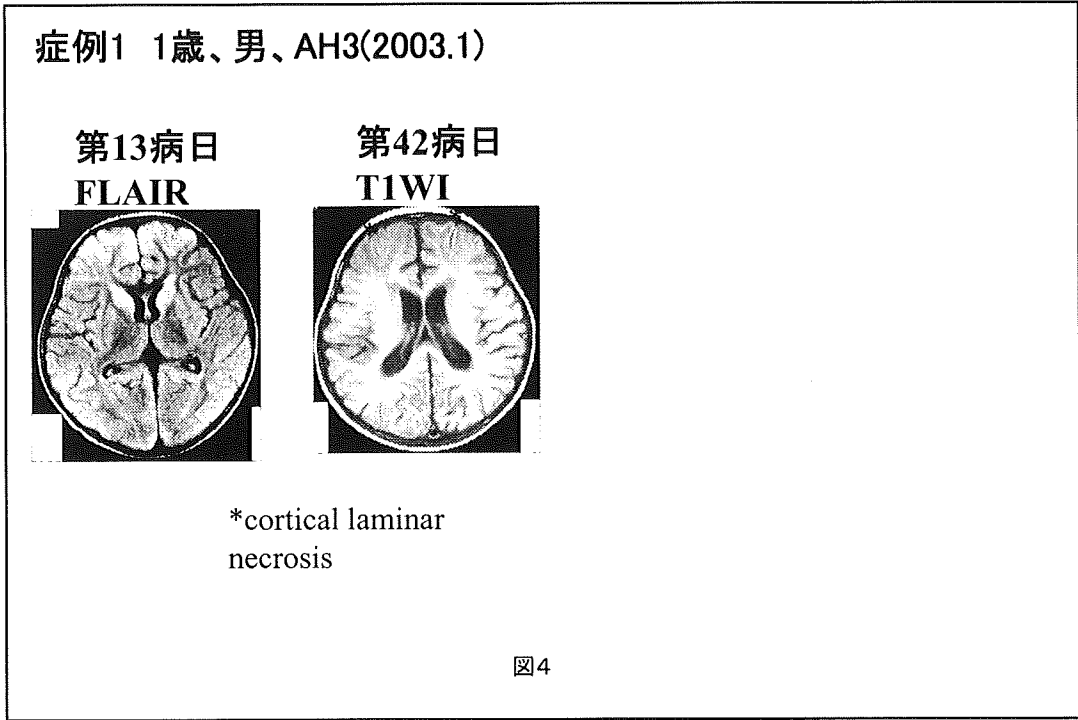 症例1 1歳、男、AH3(2003.1)
第13病日
FLAIR
第42病日
T1WI
*cortical laminar
necrosis
図4